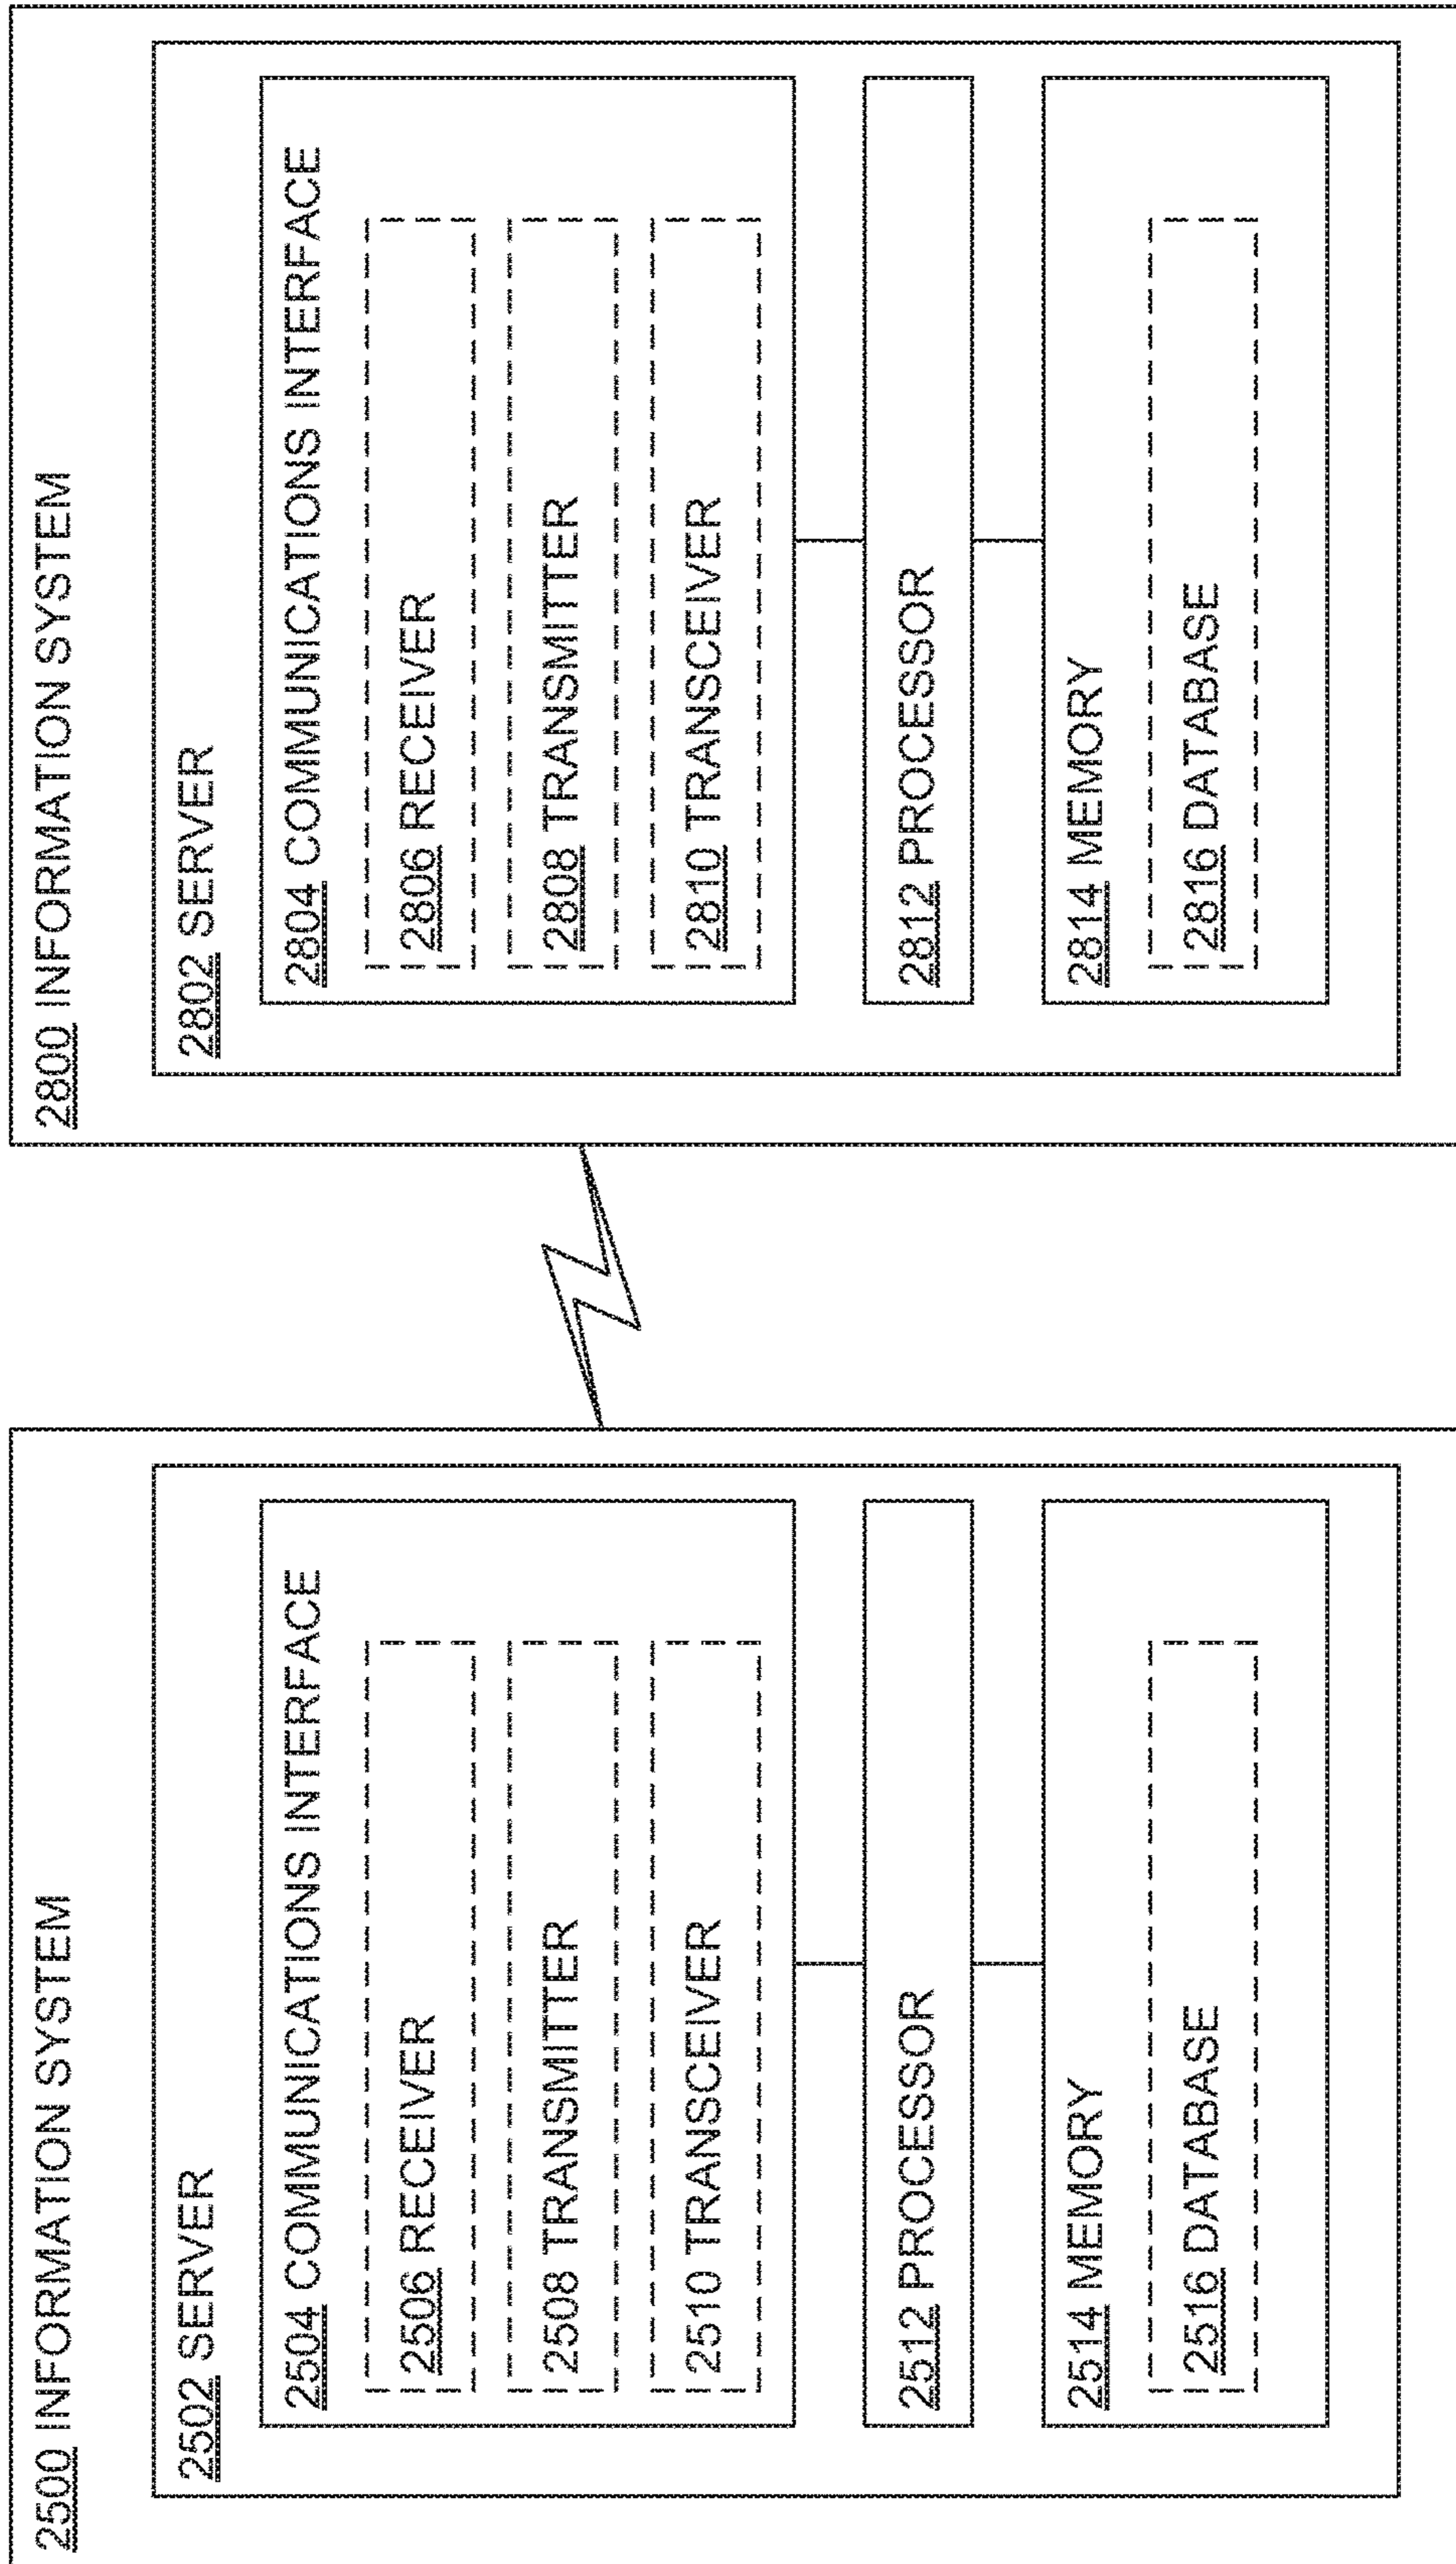 2500 INFORMATION SYSTEM
2502 SERVER
2504 COMMUNICATIONS INTERFACE
2506 RECEIVER
2508 TRANSMITTER
2510 TRANSCEIVER
2512 PROCESSOR
2514 MEMORY
2516 DATABASE
2800 INFORMATION SYSTEM
2802 SERVER
2804 COMMUNICATIONS INTERFACE
2806 RECEIVER
2808 TRANSMITTER
2810 TRANSCEIVER
2812 PROCESSOR
2814 MEMORY
2816 DATABASE